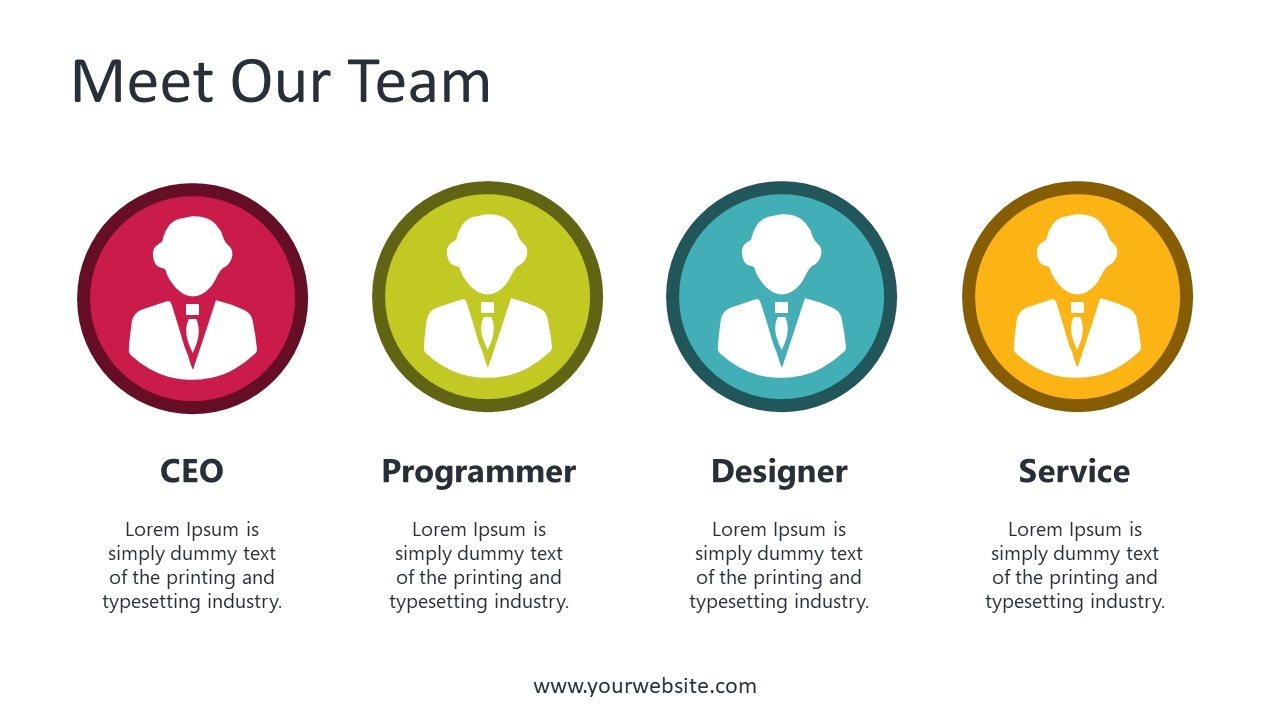 Meet Our Team
CEO
Programmer
Designer
Service
Lorem Ipsum is
simply dummy text
of the printing and
typesetting industry.
Lorem Ipsum is
simply dummy text
of the printing and
typesetting industry.
Lorem Ipsum is
simply dummy text
of the printing and
typesetting industry.
Lorem Ipsum is
simply dummy text
of the printing and
typesetting industry.
www.yourwebsite.com